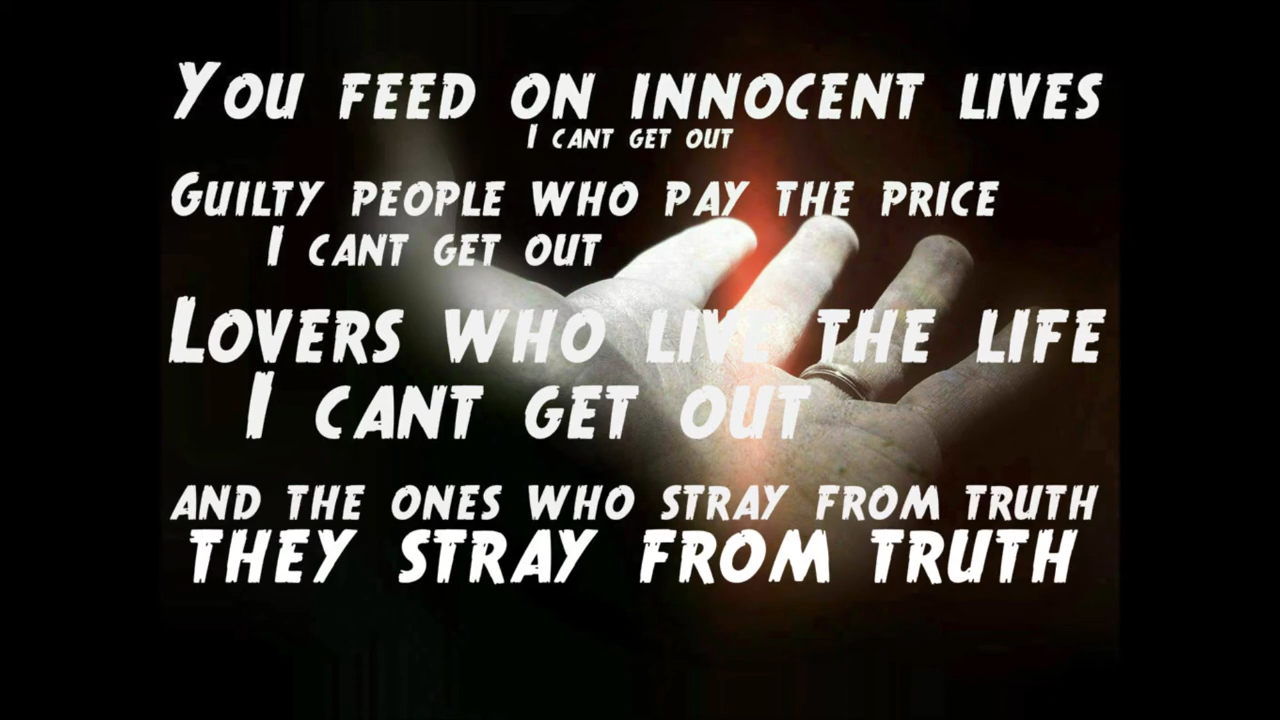 You feed on innocent lives
I cant get out
Guilty people who pay the price
I cant get out
Lovers who live the life
I cant get out
and the ones who stray from truth
they stray from truth